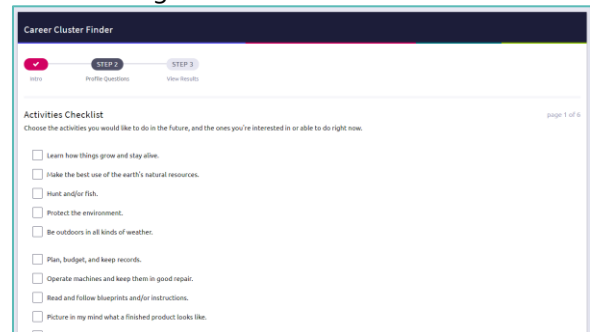 Career Cluster Finder
STEP 2
STEP 3
Intro
Profile Questions
View Results
Activities Checklist
page 1 of 6
Choose the activities you would like to do in the future, and the ones you're interested in or able to do right now.
Learn how things grow and stay alive.
Make the best use of the earth's natural resources.
Hunt and/or fish.
Protect the environment.
Be outdoors in all kinds of weather.
Plan, budget, and keep records.
Operate machines and keep them in good repair.
Read and follow blueprints and/or instructions.
Picture in my mind what a finished product looks like.